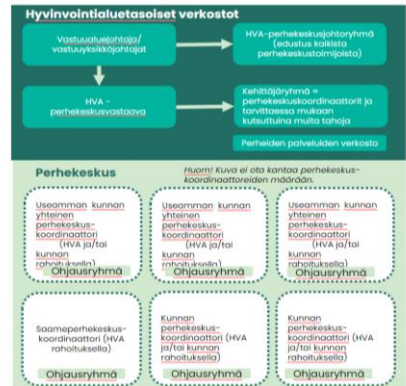 Hyvinvointialuetasoiset verkostot
Vastuualuejohtaja/
vastuuyksikköjohtajat
HVA-perhekeskusjohtoryhmä
(edustus kaikista
perhekeskustoimijoista)
HVA -
perhekeskusvastaava
Kehittäjäryhmä =
perhekeskuskoordinaattorit ja
tarvittaessa mukaan
kutsuttuina muita tahoja
Perheiden palveluiden verkosto
Perhekeskus
Huom! Kuva ei ota kantaa perhekeskus-
koordinaattoreiden määrään.
Useamman kunnan
yhteinen
perhekeskus-
koordinaattori
(HVA ja/tai
kunnan
rahoituksella)
Ohjausryhmä
Useamman kunnan
yhteinen
perhekeskus-
koordinaattori
(HVA ja/tai
kunnan
rahoituksella)
Ohjausryhmä
Useamman kunnan
yhteinen
perhekeskus-
koordinaattori
(HVA ja/tai
kunnan
rahoituksella)
Ohjausryhmä
Saameperhekeskus-
koordinaattori (HVA
rahoituksella)
Ohjausryhmä
Kunnan
perhekeskus-
koordinaattori (HVA
ja/tai kunnan
rahoituksella)
Ohjausryhmä
Kunnan
perhekeskus-
koordinaattori (HVA
ja/tai kunnan
rahoituksella)
Ohjausryhmä